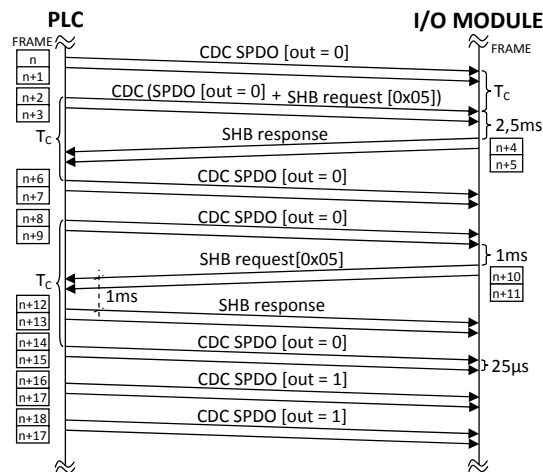 PLC
I/O MODULE
FRAME
FRAME
n
CDC SPDO [out = 0]
n+1
T_C
n+2
CDC (SPDO [out = 0] + SHB request [0x05])
n+3
2,5ms
T_C
SHB response
n+4
n+5
n+6
CDC SPDO [out = 0]
n+7
n+8
CDC SPDO [out = 0]
n+9
1ms
SHB request[0x05]
n+10
T_C
1ms
n+11
n+12
SHB response
n+13
n+14
CDC SPDO [out = 0]
n+15
25µs
n+16
CDC SPDO [out = 1]
n+17
n+18
CDC SPDO [out = 1]
n+17